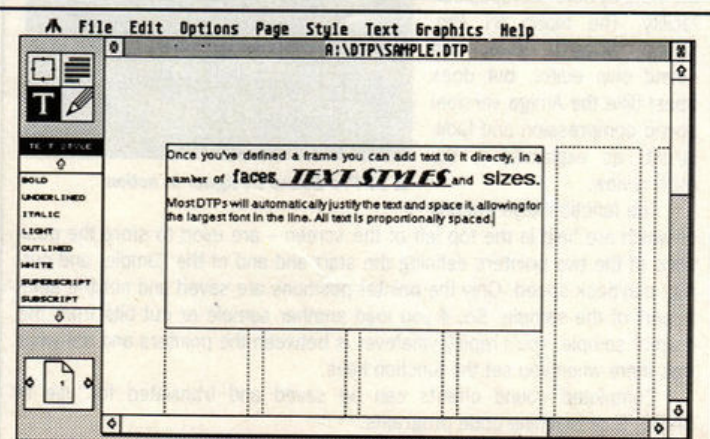 File Edit Options Page Style Text Graphics Help
A:\DTP\SAMPLE.DTP
TEXT STYLE
BOLD
UNDERLINED
ITALIC
LIGHT
OUTLINED
WHITE
SUPERSCRIPT
SUBSCRIPT
1
Once you've defined a frame you can add text to it directly, in a
number of faces, TEXT STYLES and sizes.
Most DTPs will automatically justify the text and space it, allowing for
the largest font in the line. All text is proportionally spaced.